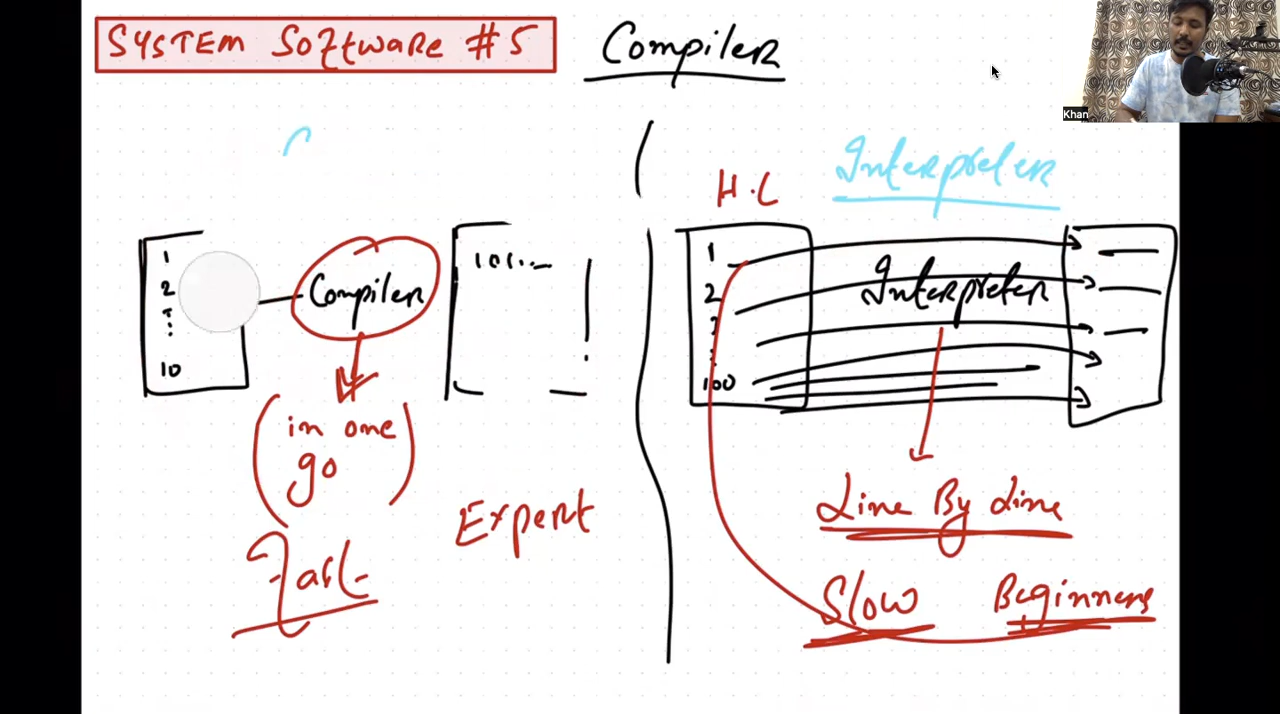 SYSTEM SOFTWARE #5
Compiler
Khan
1
2
:
10
Compiler
101...
in one
go
Fast
Expert
H.L
Interpreter
1
2
:
100
Interpreter
Line By Line
Slow
Beginners